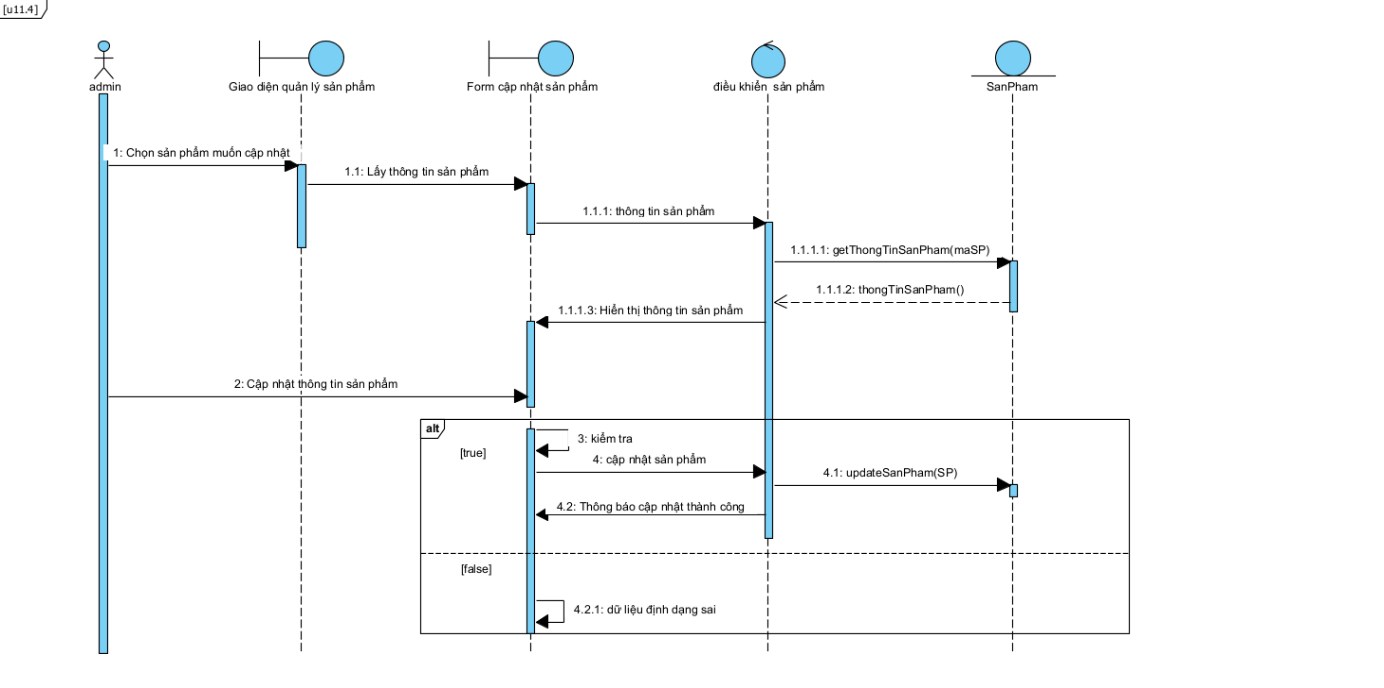 [u11.4]
admin
Giao diện quản lý sản phẩm
Form cập nhật sản phẩm
điều khiển sản phẩm
SanPham
1: Chọn sản phẩm muốn cập nhật
1.1: Lấy thông tin sản phẩm
1.1.1: thông tin sản phẩm
1.1.1.1: getThongTinSanPham(maSP)
1.1.1.2: thongTinSanPham()
1.1.1.3: Hiển thị thông tin sản phẩm
2: Cập nhật thông tin sản phẩm
alt
[true]
3: kiểm tra
4: cập nhật sản phẩm
4.1: updateSanPham(SP)
4.2: Thông báo cập nhật thành công
[false]
4.2.1: dữ liệu định dạng sai